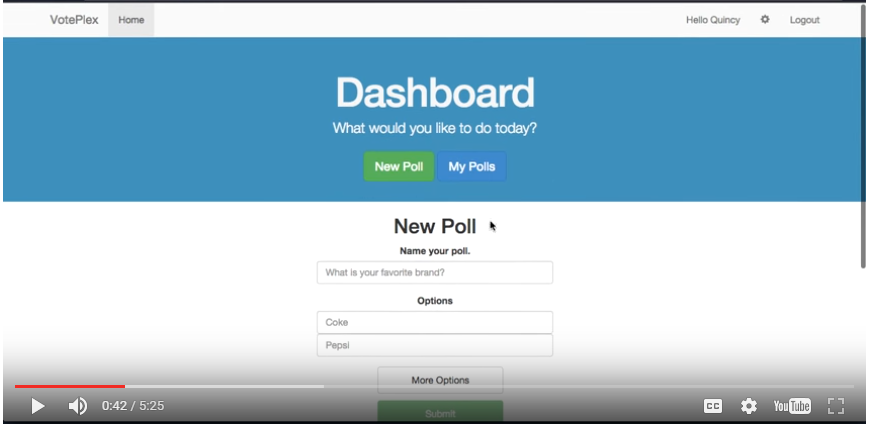 VotePlex Home Hello Quincy Logout
Dashboard
What would you like to do today?
New Poll My Polls
New Poll
Name your poll.
What is your favorite brand?
Options
Coke
Pepsi
More Options
Submit
0:42 / 5:25 CC YouTube